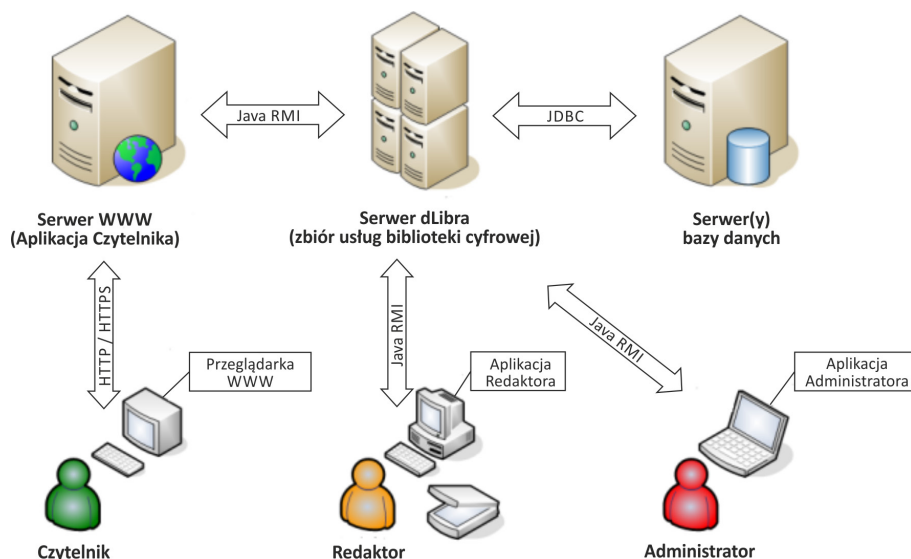 Java RMI
JDBC
Serwer WWW
(Aplikacja Czytelnika)
Serwer dLibra
(zbiór usług biblioteki cyfrowej)
Serwer(y)
bazy danych
HTTP / HTTPS
Java RMI
Java RMI
Przeglądarka
WWW
Aplikacja
Redaktora
Aplikacja
Administratora
Czytelnik
Redaktor
Administrator